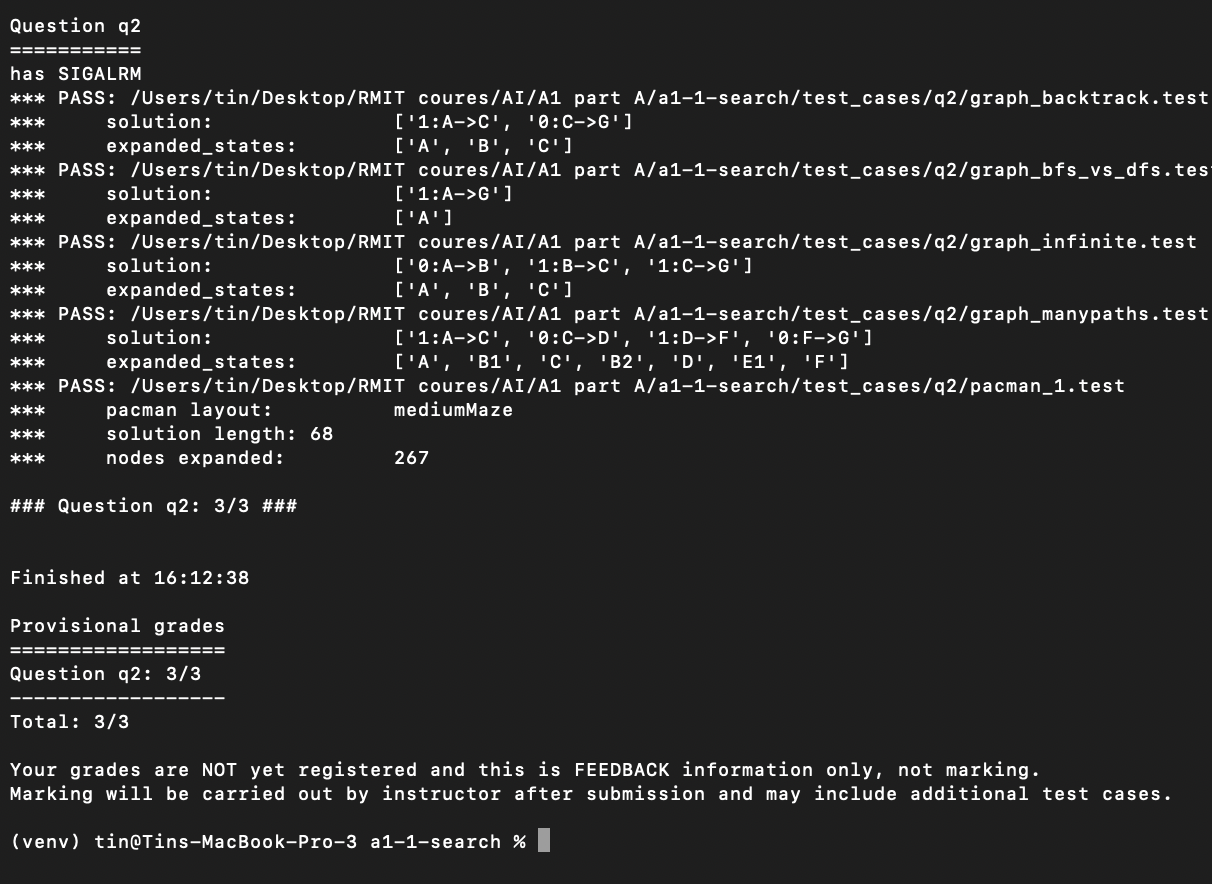 Question q2
===========
has SIGALRM
*** PASS: /Users/tin/Desktop/RMIT coures/AI/A1 part A/a1-1-search/test_cases/q2/graph_backtrack.test
***     solution:               ['1:A->C', '0:C->G']
***     expanded_states:        ['A', 'B', 'C']
*** PASS: /Users/tin/Desktop/RMIT coures/AI/A1 part A/a1-1-search/test_cases/q2/graph_bfs_vs_dfs.test
***     solution:               ['1:A->G']
***     expanded_states:        ['A']
*** PASS: /Users/tin/Desktop/RMIT coures/AI/A1 part A/a1-1-search/test_cases/q2/graph_infinite.test
***     solution:               ['0:A->B', '1:B->C', '1:C->G']
***     expanded_states:        ['A', 'B', 'C']
*** PASS: /Users/tin/Desktop/RMIT coures/AI/A1 part A/a1-1-search/test_cases/q2/graph_manypaths.test
***     solution:               ['1:A->C', '0:C->D', '1:D->F', '0:F->G']
***     expanded_states:        ['A', 'B1', 'C', 'B2', 'D', 'E1', 'F']
*** PASS: /Users/tin/Desktop/RMIT coures/AI/A1 part A/a1-1-search/test_cases/q2/pacman_1.test
***     pacman layout:          mediumMaze
***     solution length: 68
***     nodes expanded:         267
### Question q2: 3/3 ###
Finished at 16:12:38
Provisional grades
==================
Question q2: 3/3
------------------
Total: 3/3
Your grades are NOT yet registered and this is FEEDBACK information only, not marking.
Marking will be carried out by instructor after submission and may include additional test cases.
(venv) tin@Tins-MacBook-Pro-3 a1-1-search %